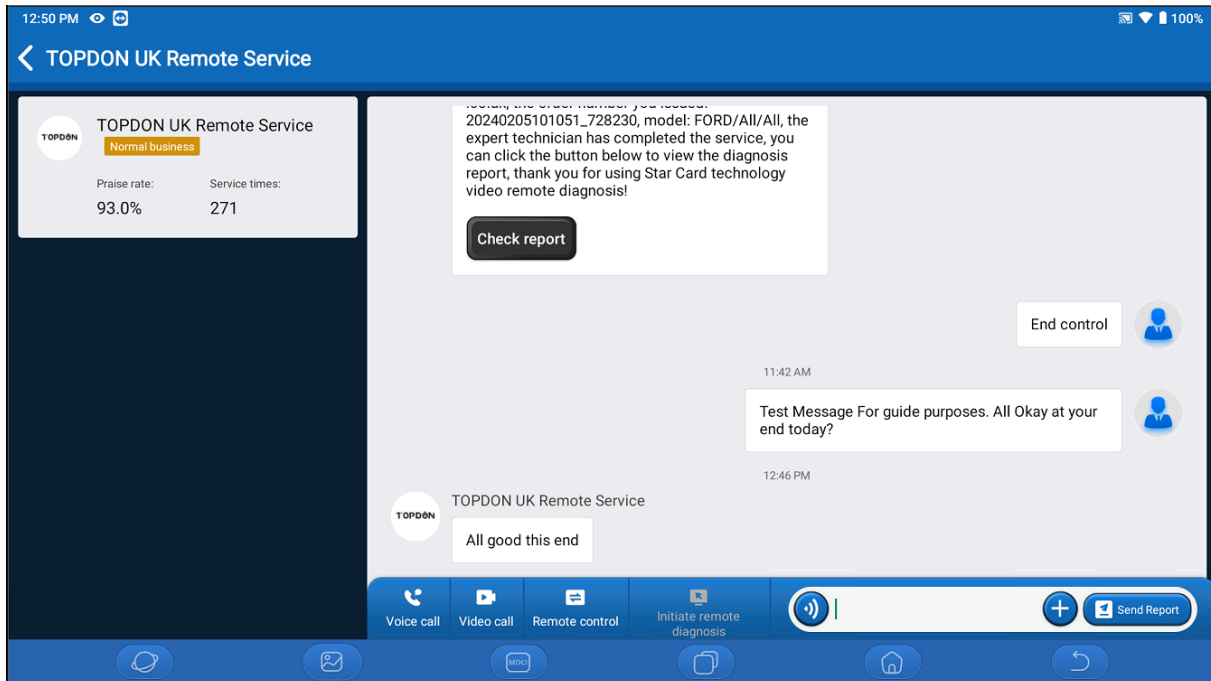 12:50 PM
100%
TOPDON UK Remote Service
TOPDON
TOPDON UK Remote Service
Normal business
Praise rate:
Service times:
93.0%
271
the order number you issued:
20240205101051_728230, model: FORD/All/All, the
expert technician has completed the service, you
can click the button below to view the diagnosis
report, thank you for using Star Card technology
video remote diagnosis!
Check report
End control
11:42 AM
Test Message For guide purposes. All Okay at your
end today?
12:46 PM
TOPDON
TOPDON UK Remote Service
All good this end
Voice call
Video call
Remote control
Initiate remote
diagnosis
Send Report
MDCI